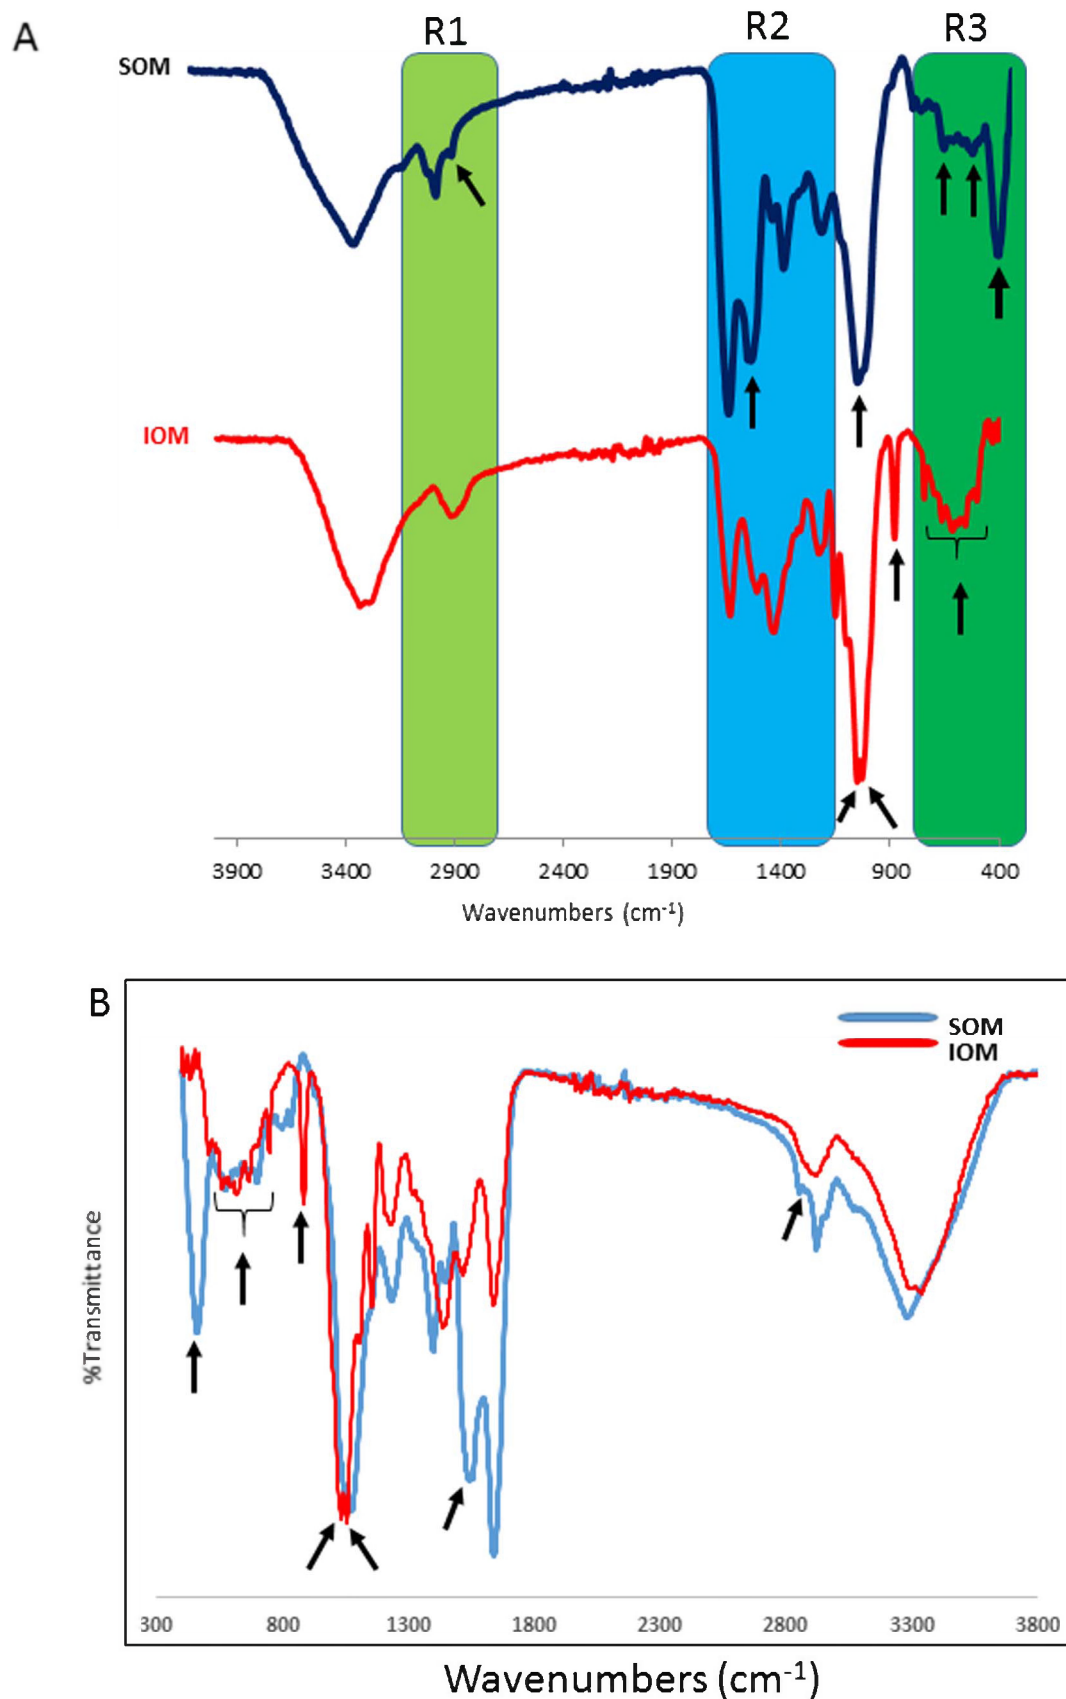 A
R1 R2 R3
SOM
IOM
3900 3400 2900 2400 1900 1400 900 400
Wavenumbers (cm⁻¹)
B
SOM
IOM
%Transmittance
300 800 1300 1800 2300 2800 3300 3800
Wavenumbers (cm⁻¹)